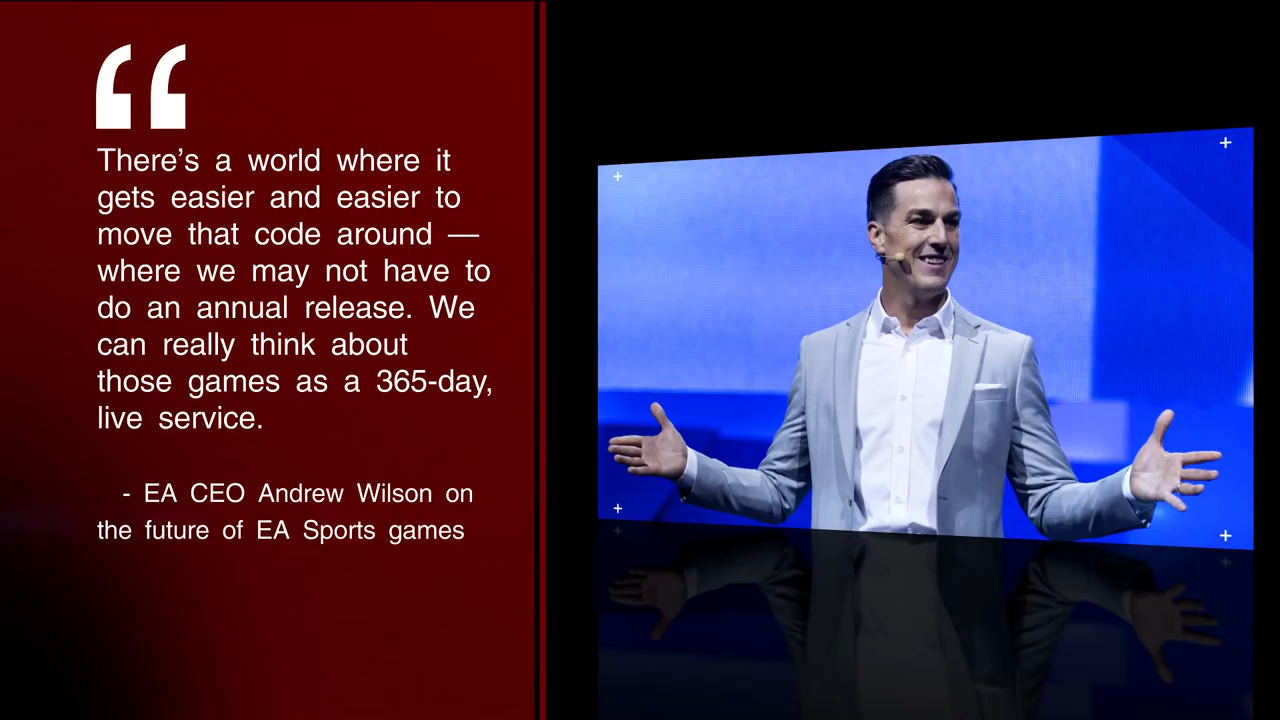 “
There’s a world where it
gets easier and easier to
move that code around —
where we may not have to
do an annual release. We
can really think about
those games as a 365-day,
live service.
- EA CEO Andrew Wilson on
the future of EA Sports games